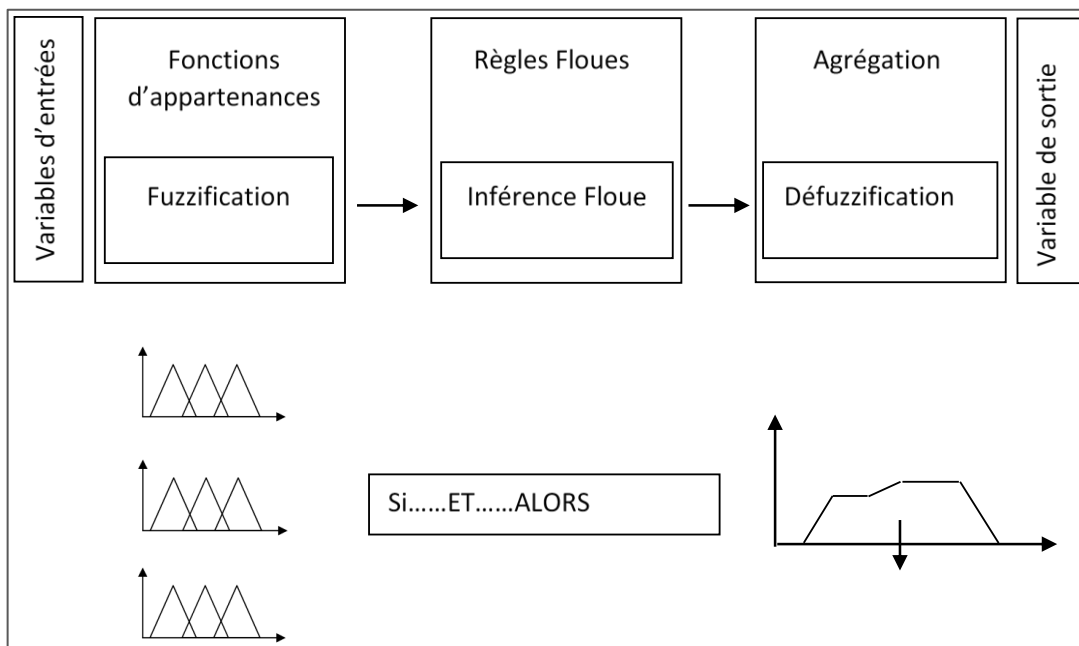 Variables d'entrées
Fonctions
d'appartenances
Fuzzification
Règles Floues
Inférence Floue
Agrégation
Défuzzification
Variable de sortie
Si......ET......ALORS